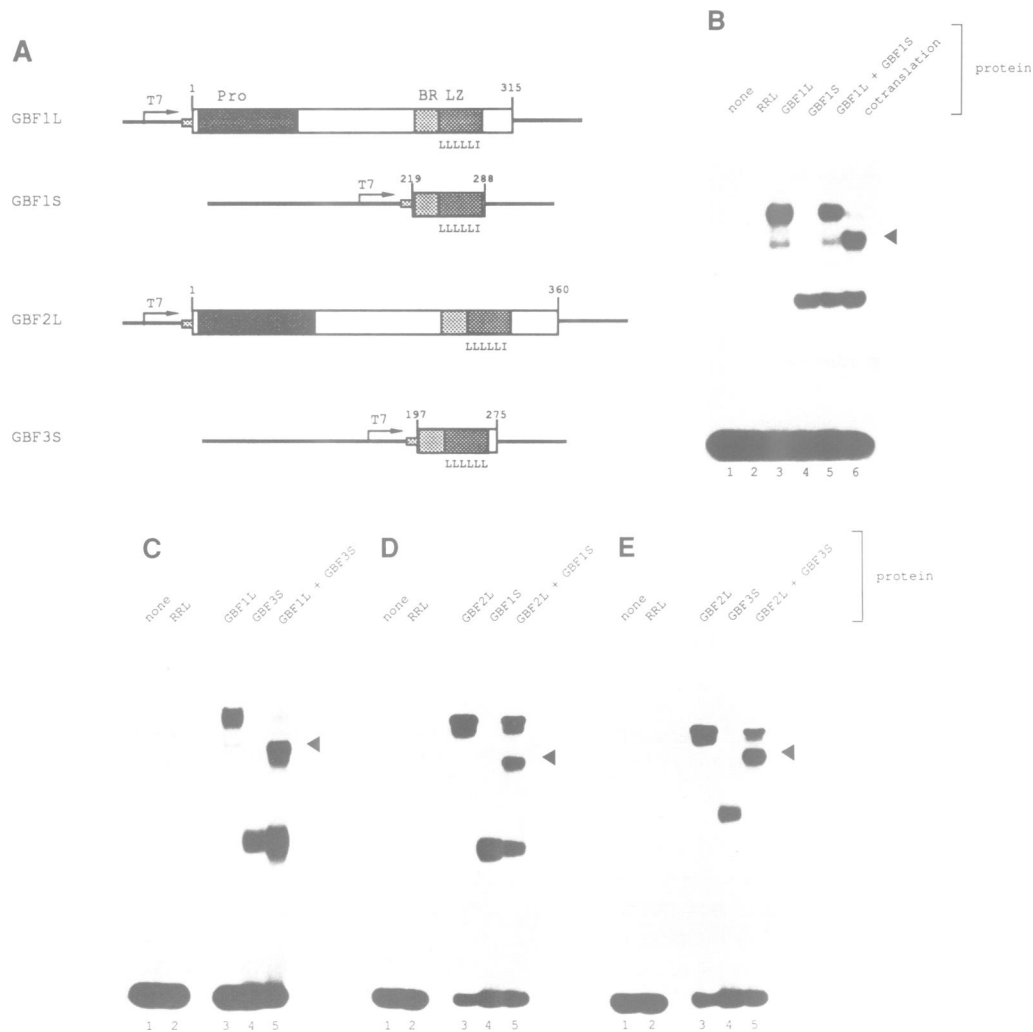 A
1
315
T7
Pro
BR LZ
GBF1L
LLLLLI
T7
219
288
GBF1S
LLLLLI
1
360
T7
GBF2L
LLLLLI
T7
197
275
GBF3S
LLLLLL
B
none
RRL
GBF1L
GBF1S
GBF1L + GBF1S
cotranslation
protein
1 2 3 4 5 6
C
none
RRL
GBF1L
GBF3S
GBF1L + GBF3S
1 2 3 4 5
D
none
RRL
GBF2L
GBF1S
GBF2L + GBF1S
1 2 3 4 5
E
none
RRL
GBF2L
GBF3S
GBF2L + GBF3S
protein
1 2 3 4 5